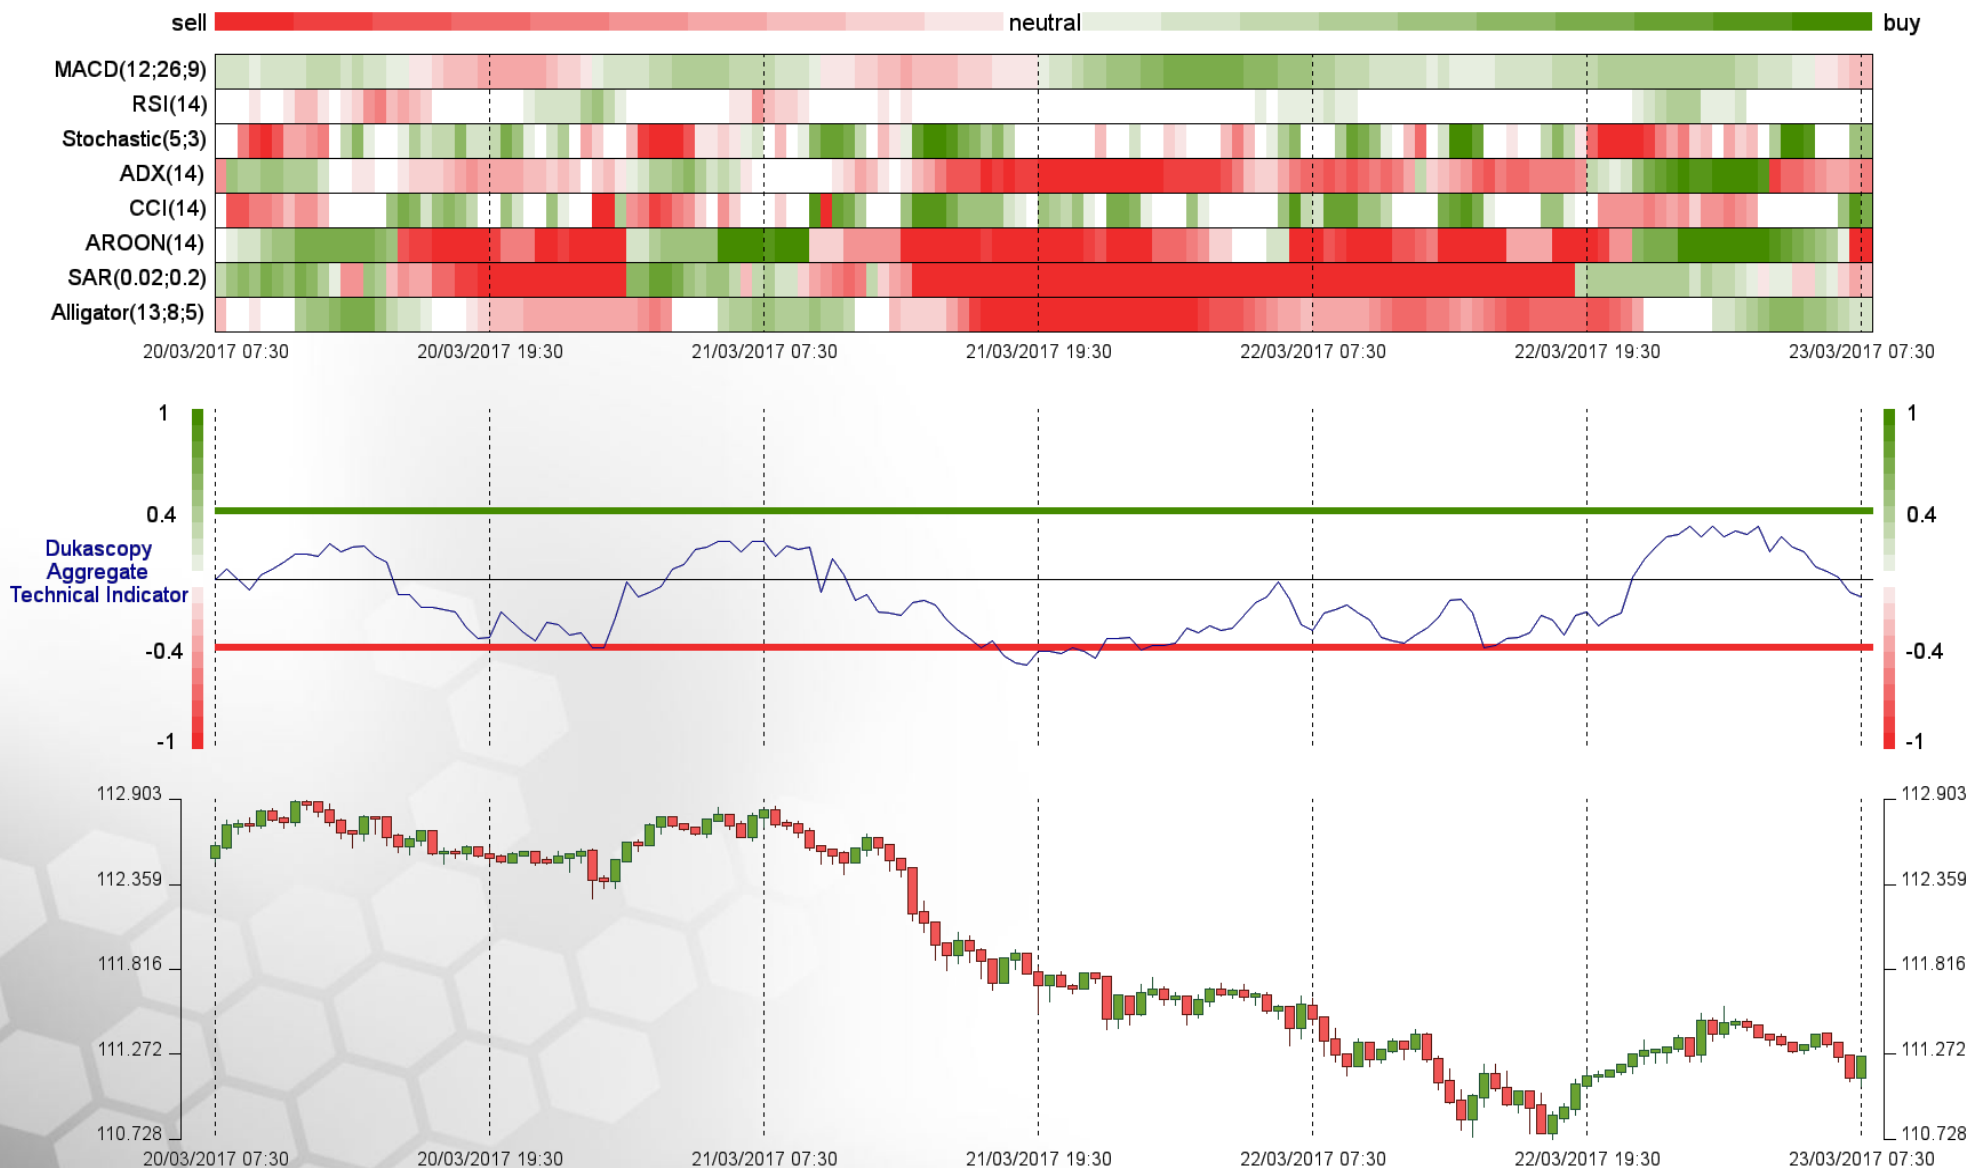 sell neutral buy
MACD(12;26;9)
RSI(14)
Stochastic(5;3)
ADX(14)
CCI(14)
AROON(14)
SAR(0.02;0.2)
Alligator(13;8;5)
20/03/2017 07:30 20/03/2017 19:30 21/03/2017 07:30 21/03/2017 19:30 22/03/2017 07:30 22/03/2017 19:30 23/03/2017 07:30
1 1
0.4 0.4
Dukascopy
Aggregate
Technical Indicator
-0.4 -0.4
-1 -1
112.903 112.903
112.359 112.359
111.816 111.816
111.272 111.272
110.728 110.728
20/03/2017 07:30 20/03/2017 19:30 21/03/2017 07:30 21/03/2017 19:30 22/03/2017 07:30 22/03/2017 19:30 23/03/2017 07:30